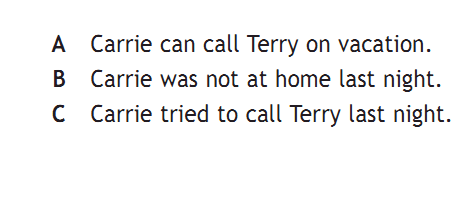 A Carrie can call Terry on vacation.
B Carrie was not at home last night.
C Carrie tried to call Terry last night.